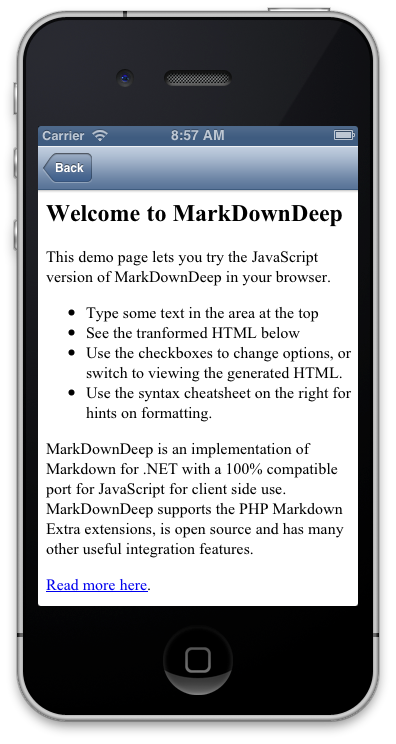 Carrier 8:57 AM
Back
Welcome to MarkDownDeep
This demo page lets you try the JavaScript
version of MarkDownDeep in your browser.
Type some text in the area at the top
See the tranformed HTML below
Use the checkboxes to change options, or
switch to viewing the generated HTML.
Use the syntax cheatsheet on the right for
hints on formatting.
MarkDownDeep is an implementation of
Markdown for .NET with a 100% compatible
port for JavaScript for client side use.
MarkDownDeep supports the PHP Markdown
Extra extensions, is open source and has many
other useful integration features.
Read more here.